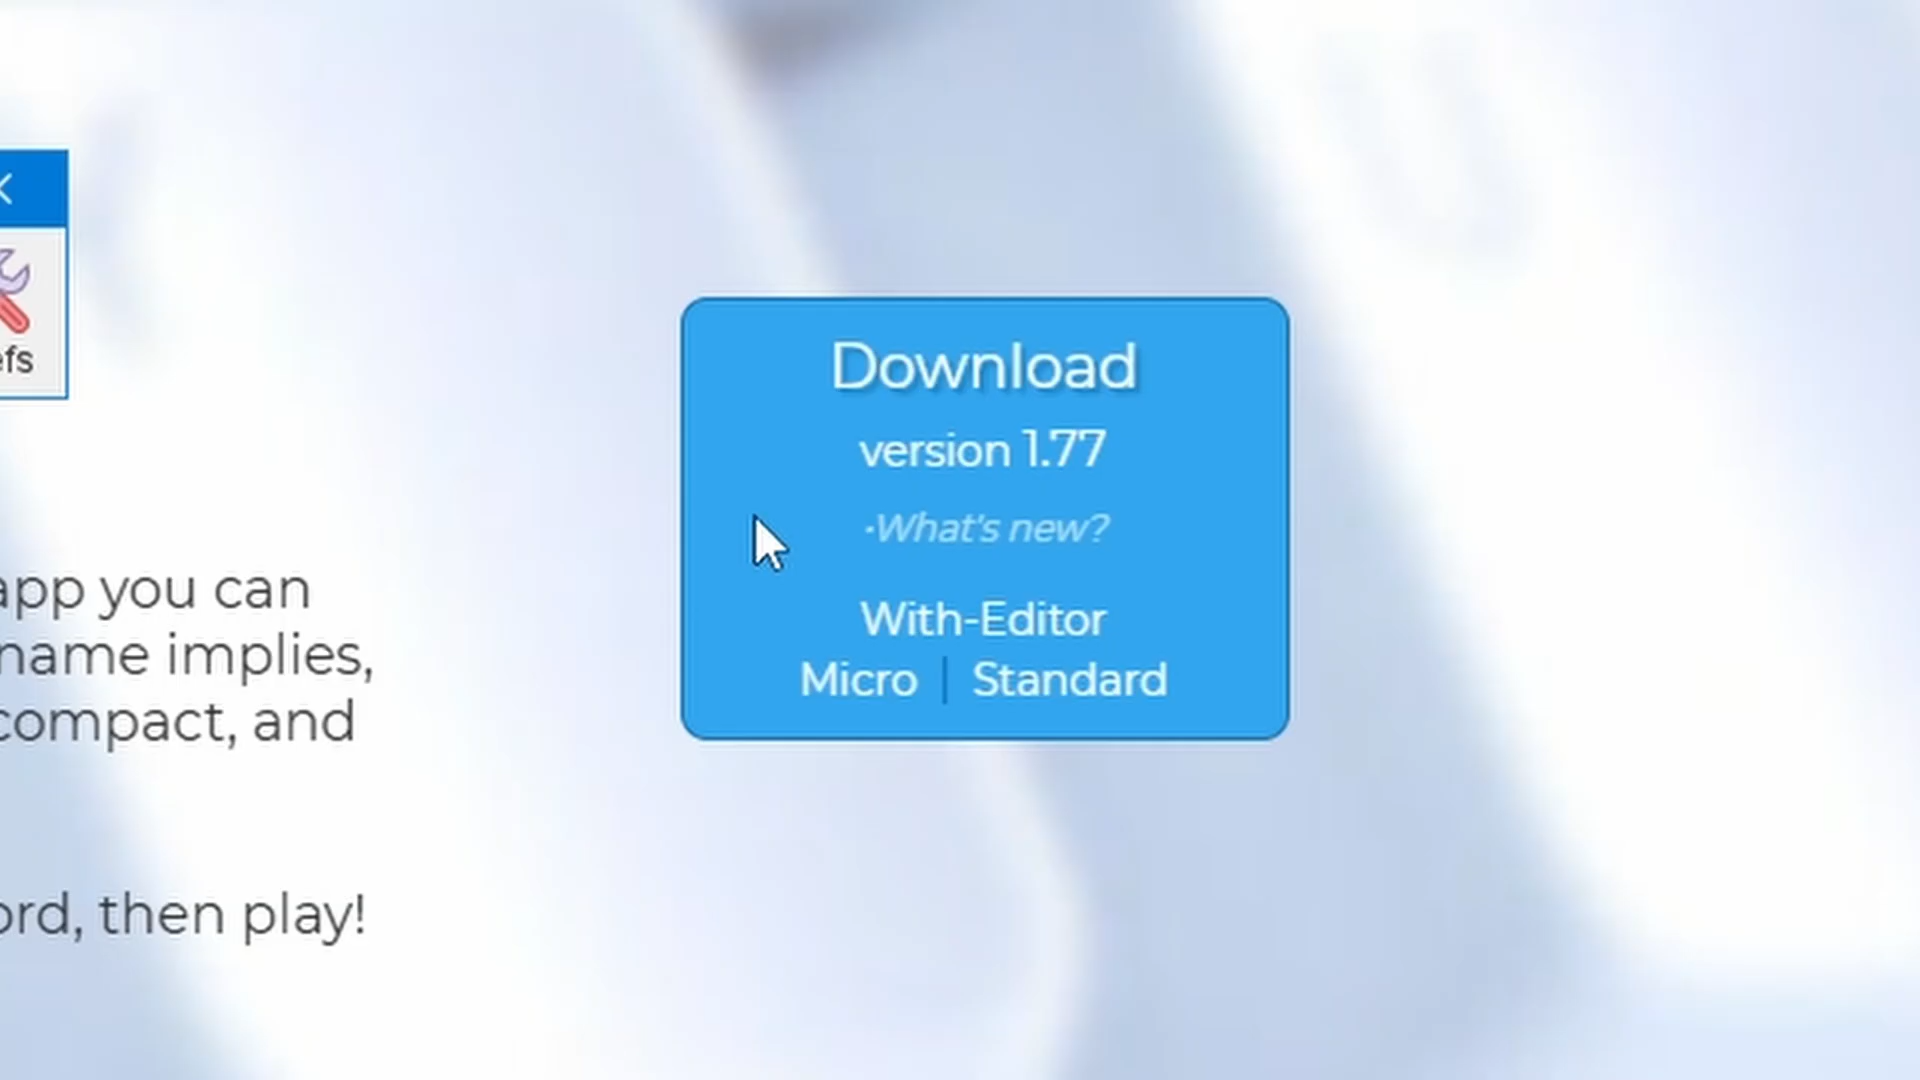 Download
version 1.77
·What's new?
With-Editor
Micro | Standard
efs
app you can
name implies,
compact, and
ord, then play!